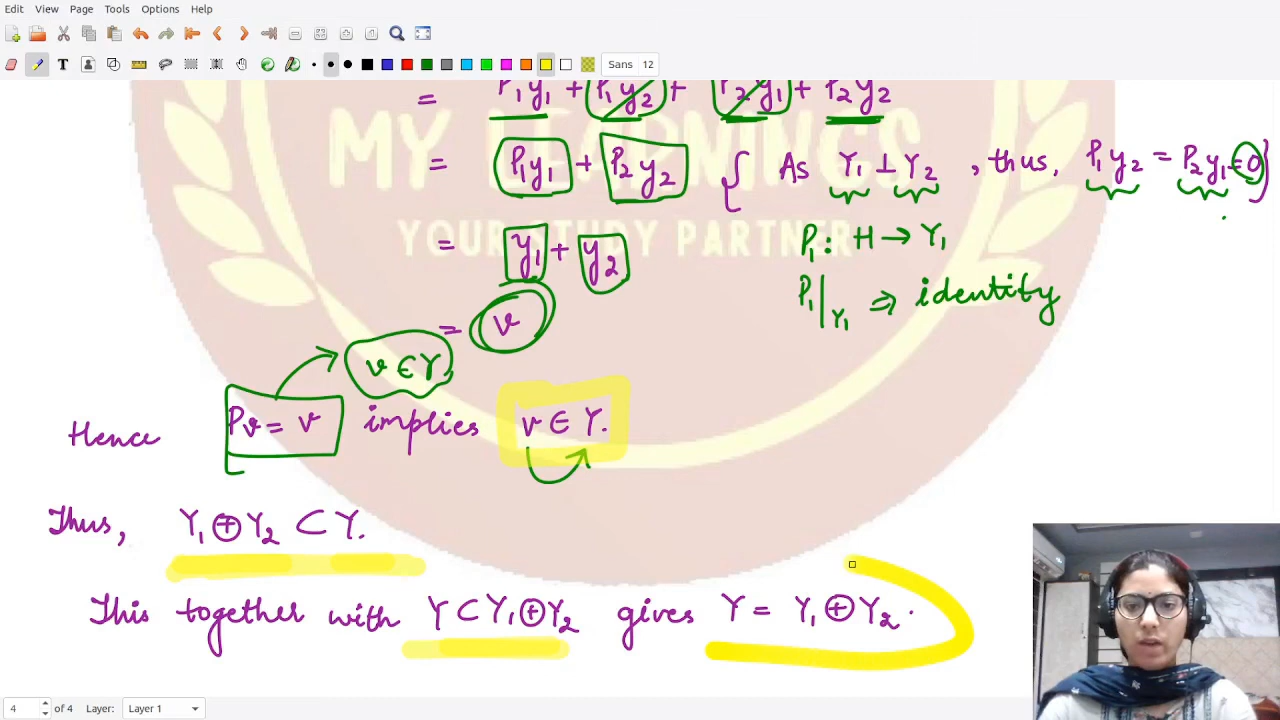 Edit View Page Tools Options Help
Sans 12
MY LEARNINGS
YOUR STUDY PARTNER
= P₁y₁ + P₁y₂ + P₂y₁ + P₂y₂
= P₁y₁ + P₂y₂ { As Y₁ ⊥ Y₂ , thus, P₁y₂ = P₂y₁ = 0 }
= y₁ + y₂
P₁ : H → Y₁
P₁|Y₁ ⇒ identity
= v
v ∈ Y
Hence Pv = v implies v ∈ Y.
Thus, Y₁ ⊕ Y₂ ⊂ Y.
This together with Y ⊂ Y₁ ⊕ Y₂ gives Y = Y₁ ⊕ Y₂.
4 of 4 Layer: Layer 1